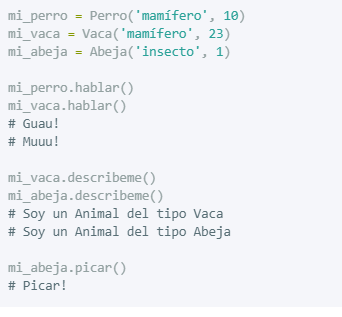 mi_perro = Perro('mamífero', 10)
mi_vaca = Vaca('mamífero', 23)
mi_abeja = Abeja('insecto', 1)
mi_perro.hablar()
mi_vaca.hablar()
# Guau!
# Muuu!
mi_vaca.describeme()
mi_abeja.describeme()
# Soy un Animal del tipo Vaca
# Soy un Animal del tipo Abeja
mi_abeja.picar()
# Picar!